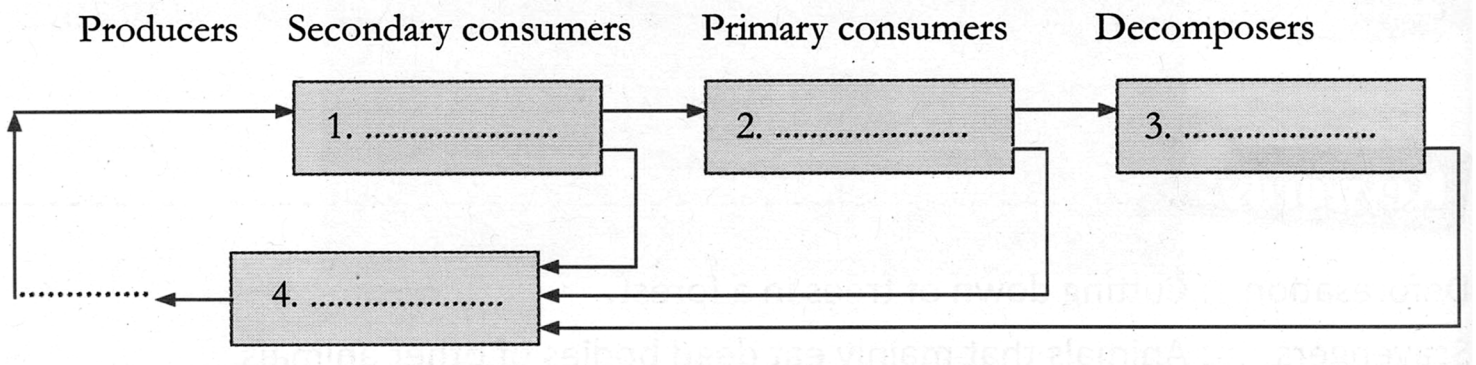 Producers Secondary consumers Primary consumers Decomposers
1. ..................... 2. ..................... 3. .....................
4. .....................